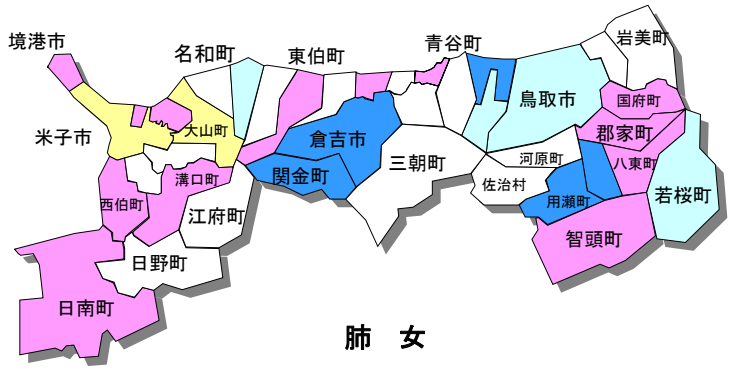 境港市
名和町
東伯町
青谷町
岩美町
米子市
大山町
倉吉市
鳥取市
国府町
郡家町
三朝町
河原町
八東町
関金町
溝口町
佐治村
西伯町
江府町
用瀬町
若桜町
智頭町
日野町
日南町
肺 女